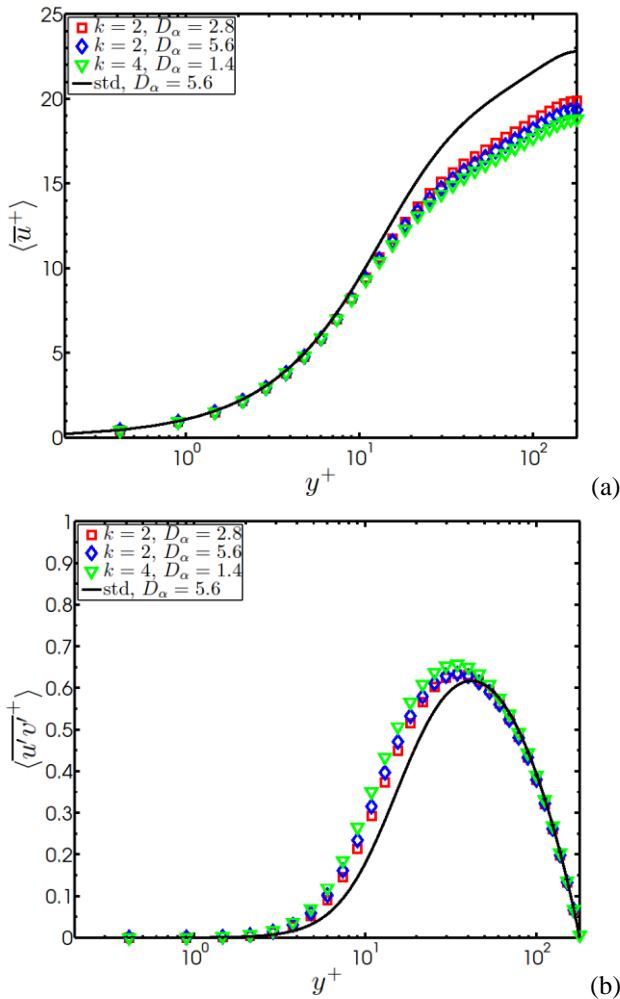 k = 2, D_α = 2.8
k = 2, D_α = 5.6
k = 4, D_α = 1.4
std, D_α = 5.6
25
20
15
10
5
0
⟨u̅⁺⟩
10⁰ 10¹ 10²
y⁺
(a)
k = 2, D_α = 2.8
k = 2, D_α = 5.6
k = 4, D_α = 1.4
std, D_α = 5.6
1
0.9
0.8
0.7
0.6
0.5
0.4
0.3
0.2
0.1
0
⟨u̅'̅v̅'̅⁺⟩
10⁰ 10¹ 10²
y⁺
(b)